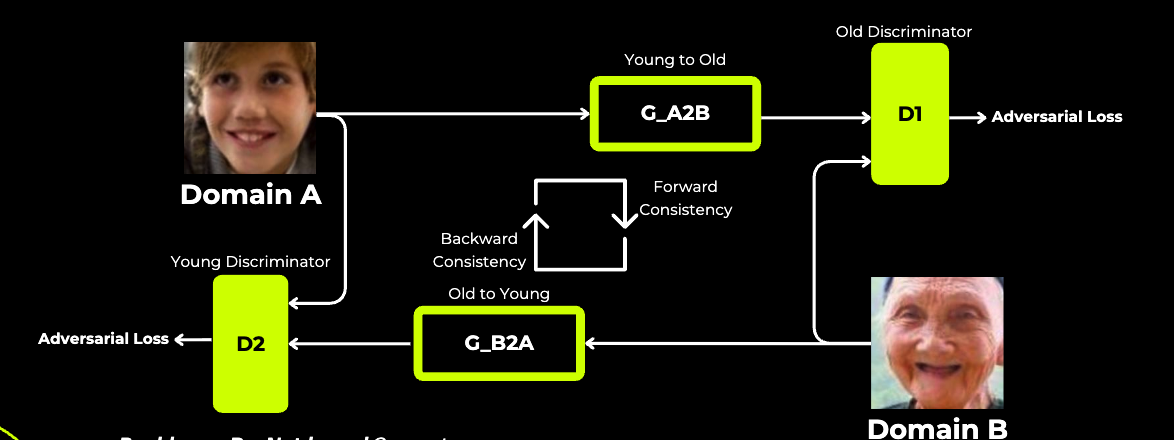 Old Discriminator
Young to Old
G_A2B
D1
Adversarial Loss
Domain A
Forward
Consistency
Backward
Consistency
Young Discriminator
Old to Young
Adversarial Loss
D2
G_B2A
Domain B